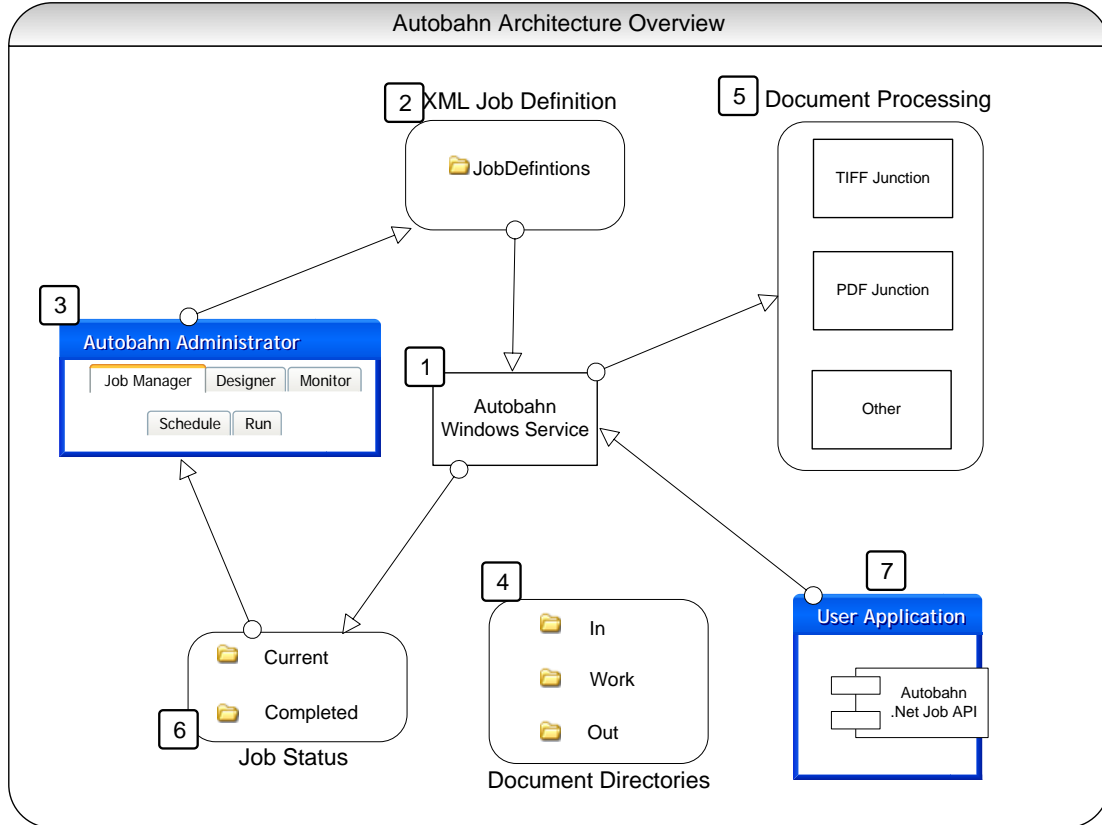 Autobahn Architecture Overview
2
XML Job Definition
JobDefintions
5
Document Processing
TIFF Junction
PDF Junction
Other
3
Autobahn Administrator
Job Manager
Designer
Monitor
Schedule
Run
1
Autobahn
Windows Service
4
In
Work
Out
Document Directories
7
User Application
Autobahn
.Net Job API
Current
Completed
6
Job Status